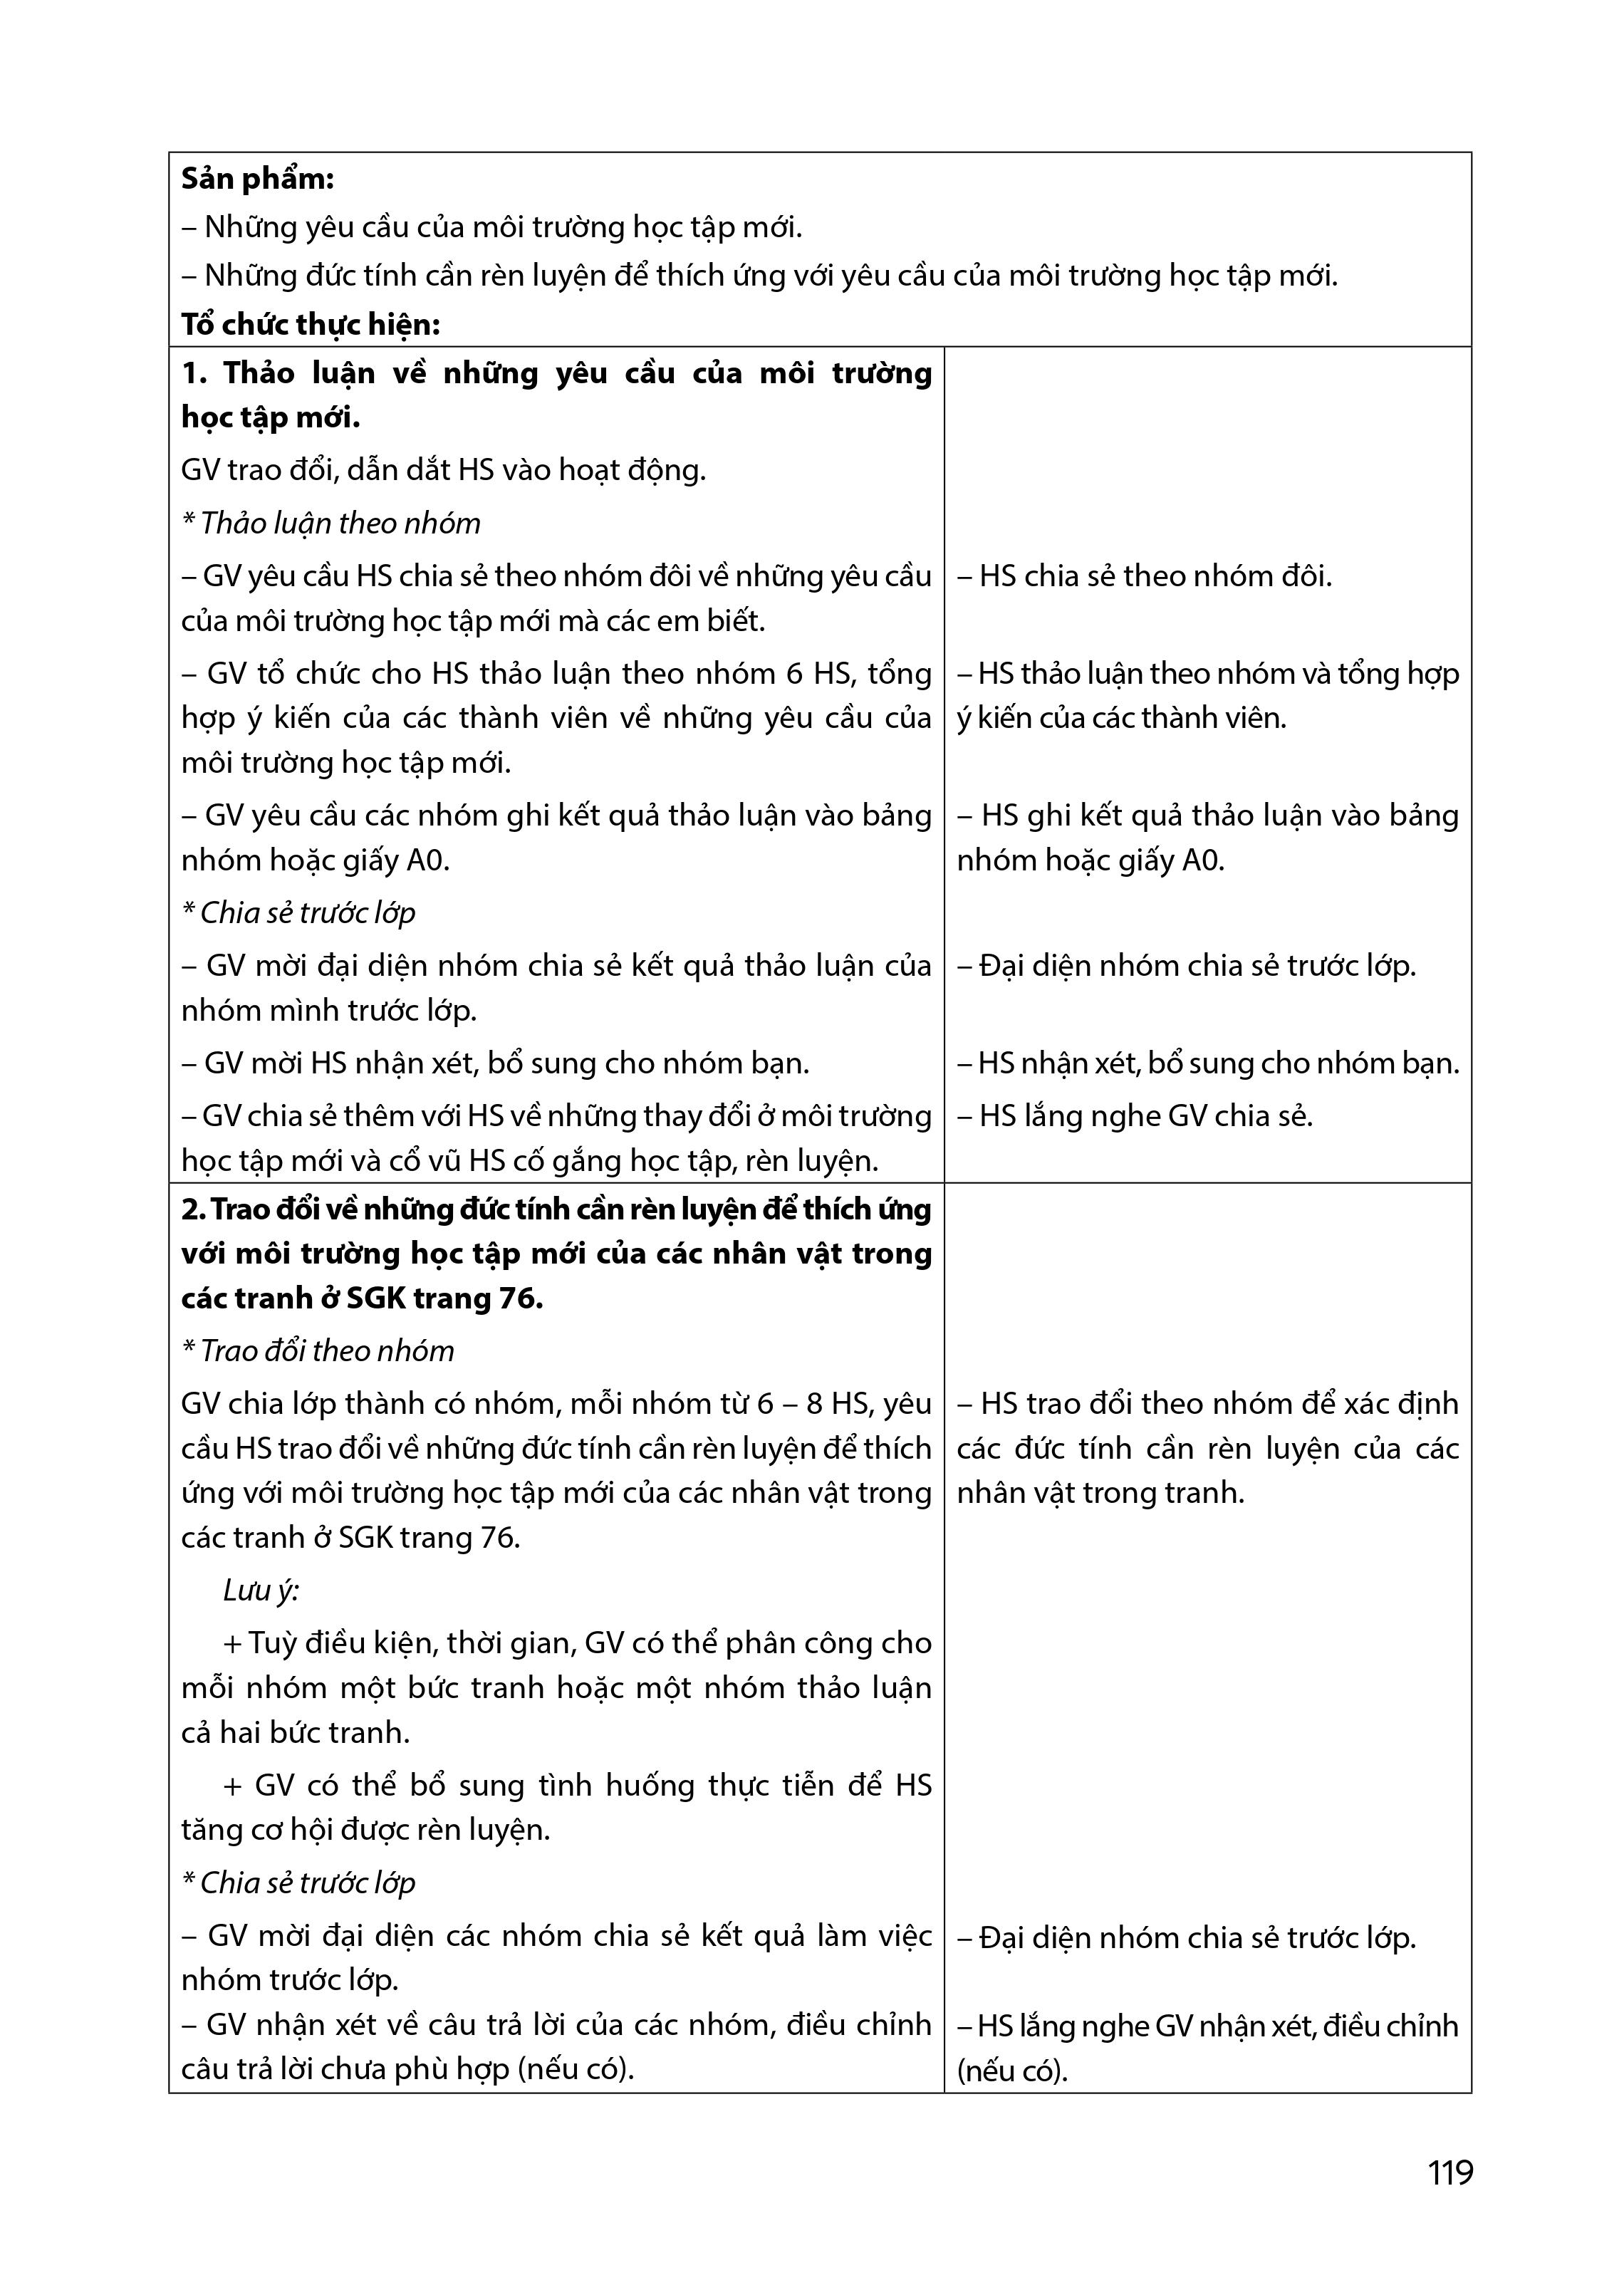 Sản phẩm:
– Những yêu cầu của môi trường học tập mới.
– Những đức tính cần rèn luyện để thích ứng với yêu cầu của môi trường học tập mới.
Tổ chức thực hiện:
1. Thảo luận về những yêu cầu của môi trường
học tập mới.
GV trao đổi, dẫn dắt HS vào hoạt động.
* Thảo luận theo nhóm
– GV yêu cầu HS chia sẻ theo nhóm đôi về những yêu cầu
của môi trường học tập mới mà các em biết.
– GV tổ chức cho HS thảo luận theo nhóm 6 HS, tổng
hợp ý kiến của các thành viên về những yêu cầu của
môi trường học tập mới.
– GV yêu cầu các nhóm ghi kết quả thảo luận vào bảng
nhóm hoặc giấy A0.
* Chia sẻ trước lớp
– GV mời đại diện nhóm chia sẻ kết quả thảo luận của
nhóm mình trước lớp.
– GV mời HS nhận xét, bổ sung cho nhóm bạn.
– GV chia sẻ thêm với HS về những thay đổi ở môi trường
học tập mới và cổ vũ HS cố gắng học tập, rèn luyện.
– HS chia sẻ theo nhóm đôi.
– HS thảo luận theo nhóm và tổng hợp
ý kiến của các thành viên.
– HS ghi kết quả thảo luận vào bảng
nhóm hoặc giấy A0.
– Đại diện nhóm chia sẻ trước lớp.
– HS nhận xét, bổ sung cho nhóm bạn.
– HS lắng nghe GV chia sẻ.
2. Trao đổi về những đức tính cần rèn luyện để thích ứng
với môi trường học tập mới của các nhân vật trong
các tranh ở SGK trang 76.
* Trao đổi theo nhóm
GV chia lớp thành có nhóm, mỗi nhóm từ 6 – 8 HS, yêu
cầu HS trao đổi về những đức tính cần rèn luyện để thích
ứng với môi trường học tập mới của các nhân vật trong
các tranh ở SGK trang 76.
Lưu ý:
+ Tuỳ điều kiện, thời gian, GV có thể phân công cho
mỗi nhóm một bức tranh hoặc một nhóm thảo luận
cả hai bức tranh.
+ GV có thể bổ sung tình huống thực tiễn để HS
tăng cơ hội được rèn luyện.
* Chia sẻ trước lớp
– GV mời đại diện các nhóm chia sẻ kết quả làm việc
nhóm trước lớp.
– GV nhận xét về câu trả lời của các nhóm, điều chỉnh
câu trả lời chưa phù hợp (nếu có).
– HS trao đổi theo nhóm để xác định
các đức tính cần rèn luyện của các
nhân vật trong tranh.
– Đại diện nhóm chia sẻ trước lớp.
– HS lắng nghe GV nhận xét, điều chỉnh
(nếu có).
119